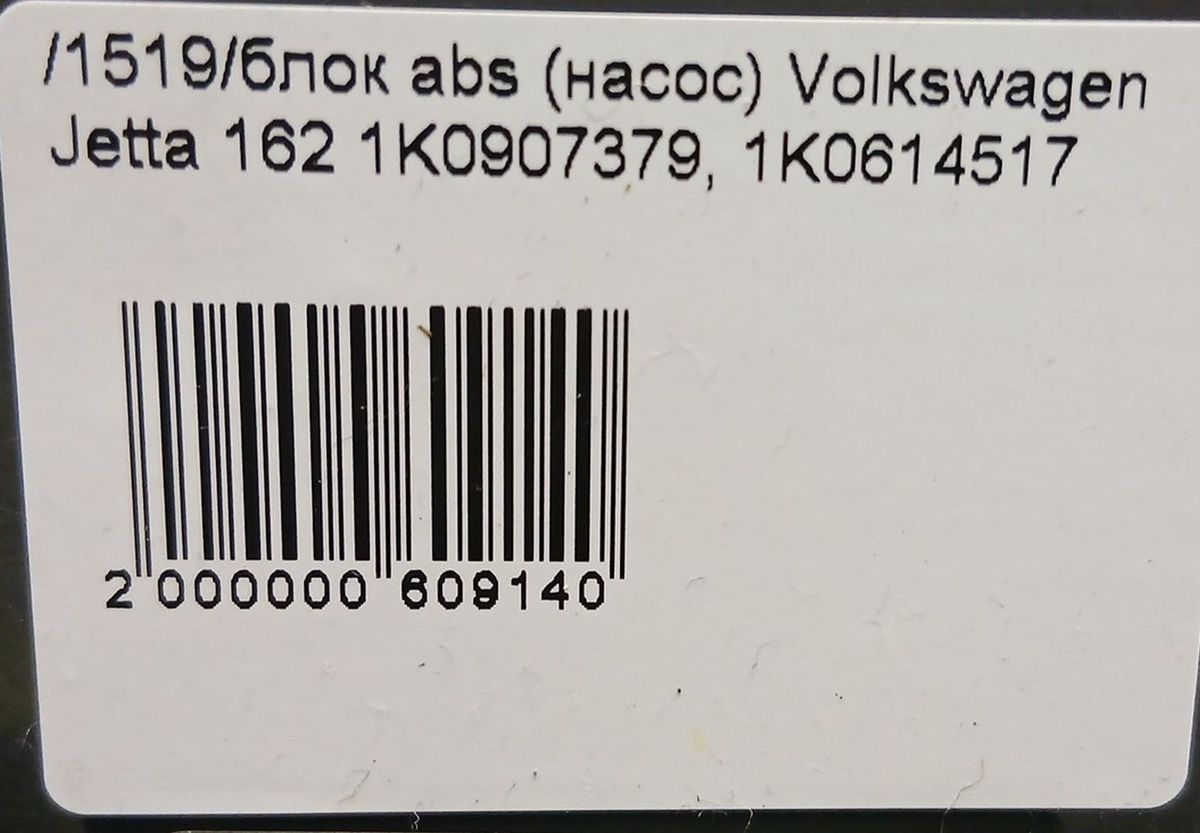 /1519/блок abs (насос) Volkswagen
Jetta 162 1K0907379, 1K0614517
2 000000 609140